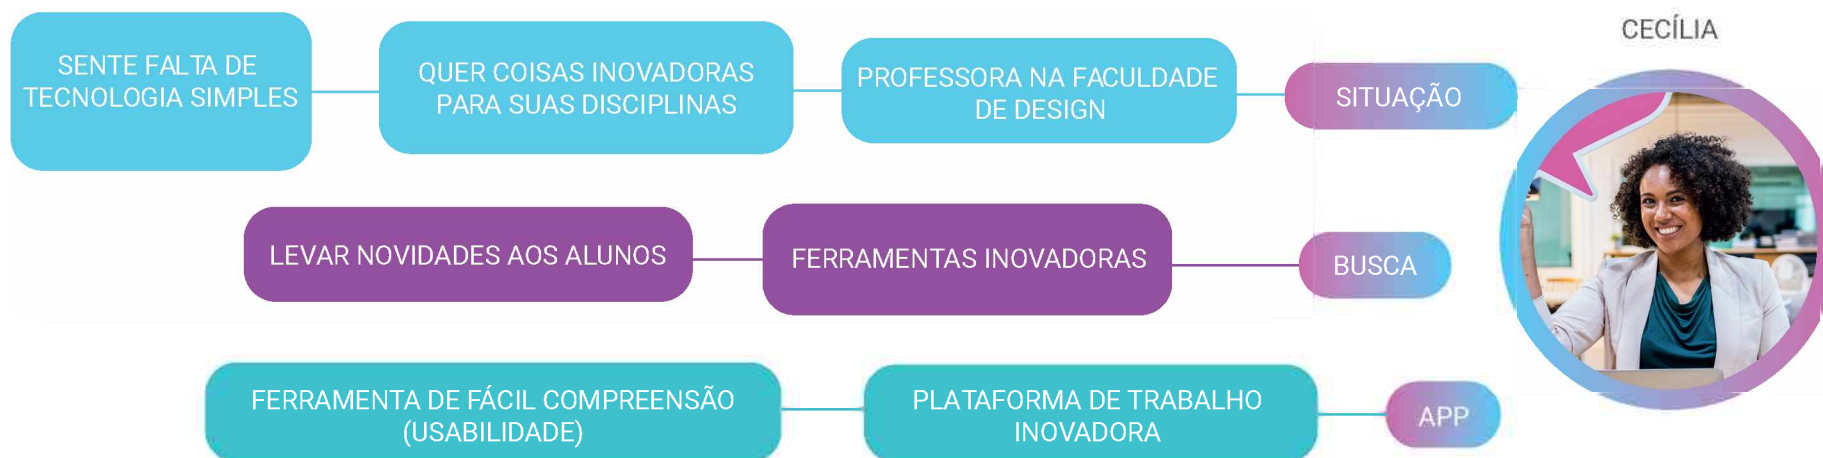 CECÍLIA
SENTE FALTA DE
TECNOLOGIA SIMPLES
QUER COISAS INOVADORAS
PARA SUAS DISCIPLINAS
PROFESSORA NA FACULDADE
DE DESIGN
SITUAÇÃO
LEVAR NOVIDADES AOS ALUNOS
FERRAMENTAS INOVADORAS
BUSCA
FERRAMENTA DE FÁCIL COMPREENSÃO
(USABILIDADE)
PLATAFORMA DE TRABALHO
INOVADORA
APP